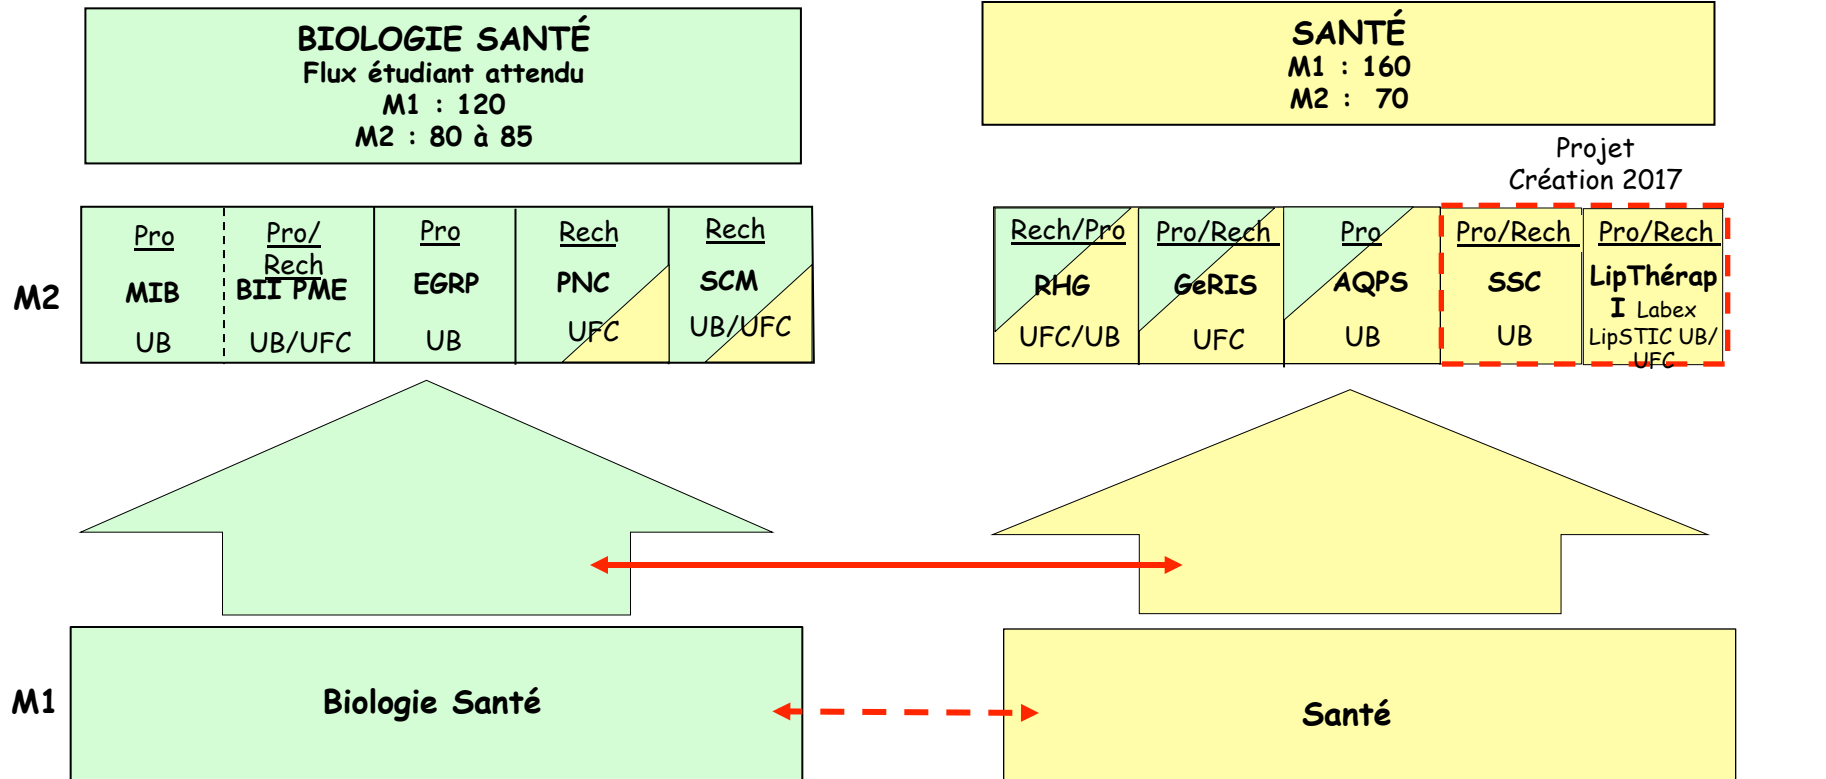 BIOLOGIE SANTÉ
Flux étudiant attendu
M1 : 120
M2 : 80 à 85
SANTÉ
M1 : 160
M2 : 70
Projet
Création 2017
M2
Pro
MIB
UB
Pro/
Rech
BII PME
UB/UFC
Pro
EGRP
UB
Rech
PNC
UFC
Rech
SCM
UB/UFC
Rech/Pro
RHG
UFC/UB
Pro/Rech
GeRIS
UFC
Pro
AQPS
UB
Pro/Rech
SSC
UB
Pro/Rech
LipThérap
I Labex
LipSTIC UB/
UFC
M1
Biologie Santé
Santé